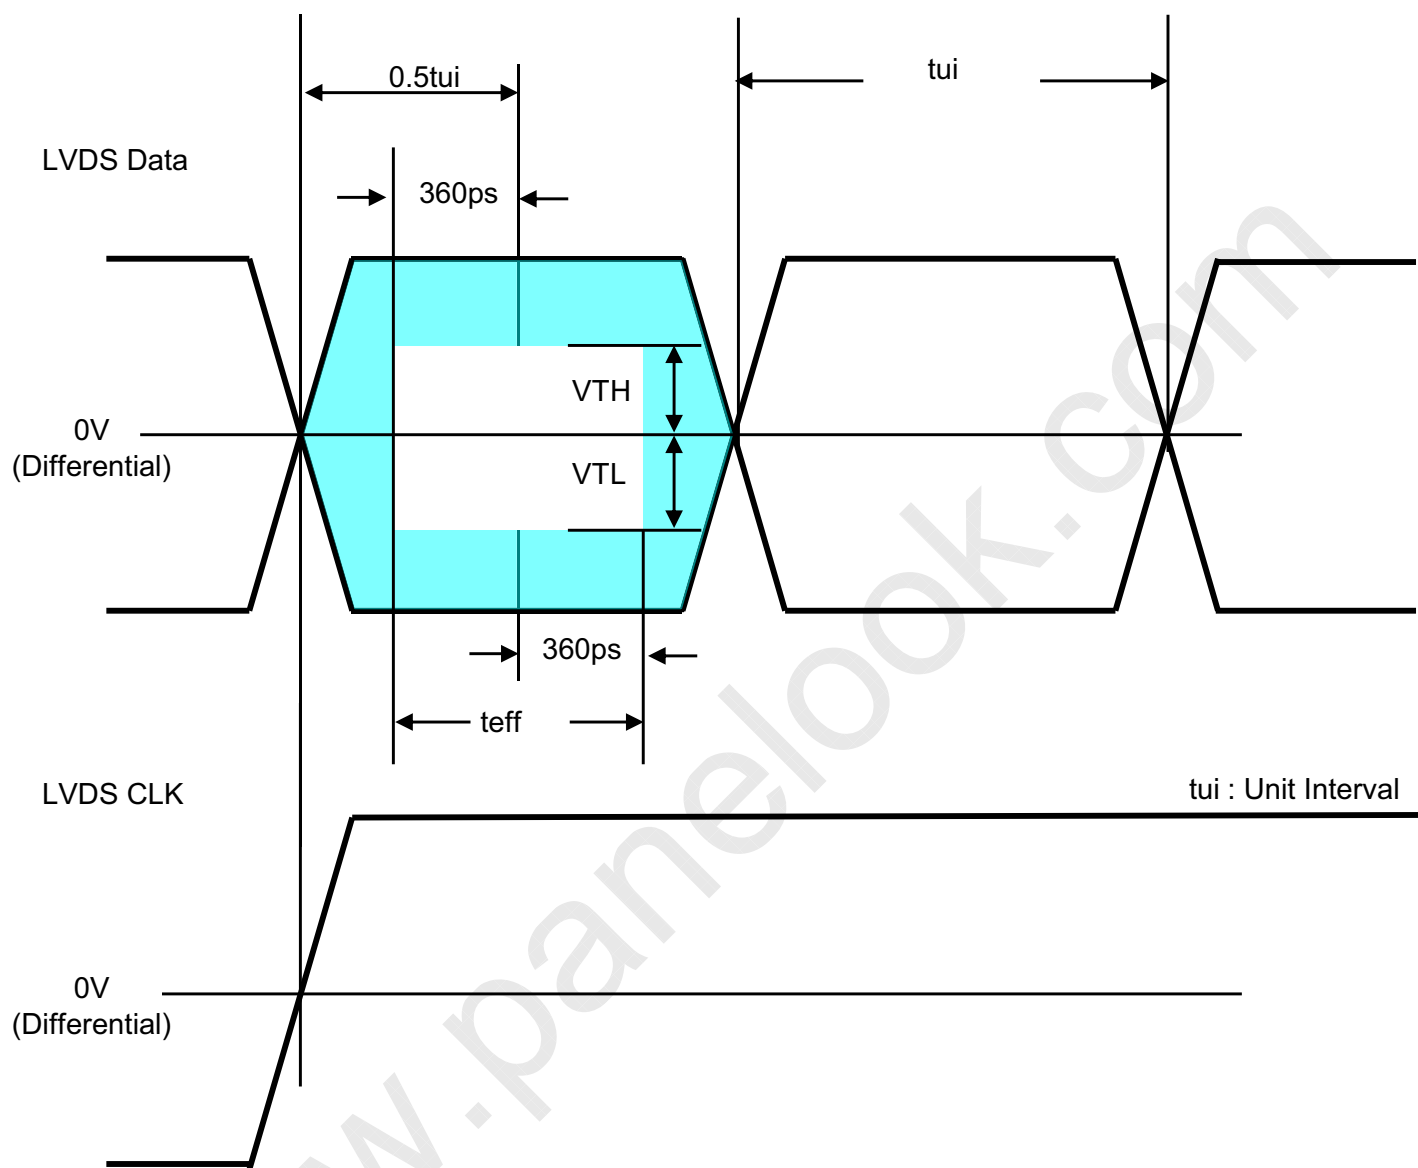 0.5tui
tui
LVDS Data
360ps
VTH
0V
(Differential)
VTL
360ps
teff
LVDS CLK
tui : Unit Interval
0V
(Differential)
w.panelook.com